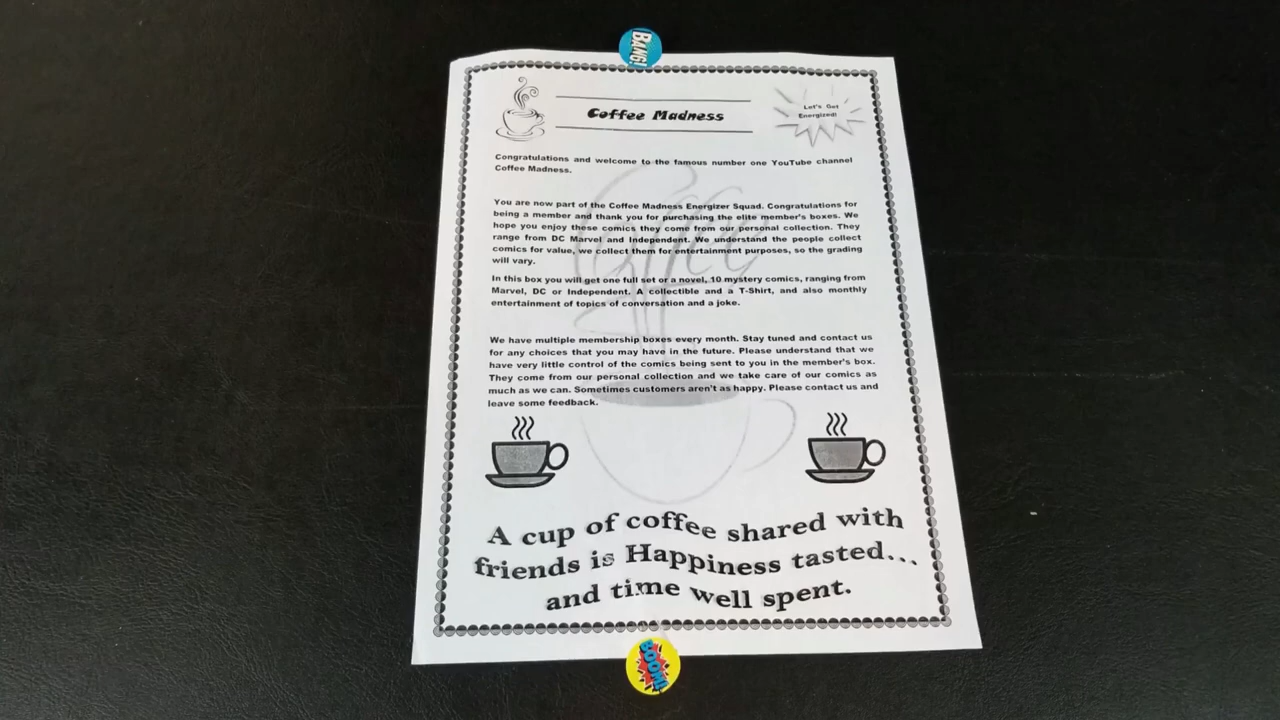 BANG!
Coffee Madness
Let's Get
Energized!
Congratulations and welcome to the famous number one YouTube channel
Coffee Madness.
You are now part of the Coffee Madness Energizer Squad. Congratulations for
being a member and thank you for purchasing the elite member's boxes. We
hope you enjoy these comics they come from our personal collection. They
range from DC Marvel and Independent. We understand the people collect
comics for value, we collect them for entertainment purposes, so the grading
will vary.
In this box you will get one full set or a novel, 10 mystery comics, ranging from
Marvel, DC or Independent. A collectible and a T-Shirt, and also monthly
entertainment of topics of conversation and a joke.
We have multiple membership boxes every month. Stay tuned and contact us
for any choices that you may have in the future. Please understand that we
have very little control of the comics being sent to you in the member's box.
They come from our personal collection and we take care of our comics as
much as we can. Sometimes customers aren't as happy. Please contact us and
leave some feedback.
Coffee
A cup of coffee shared with
friends is Happiness tasted...
and time well spent.
BOOM!